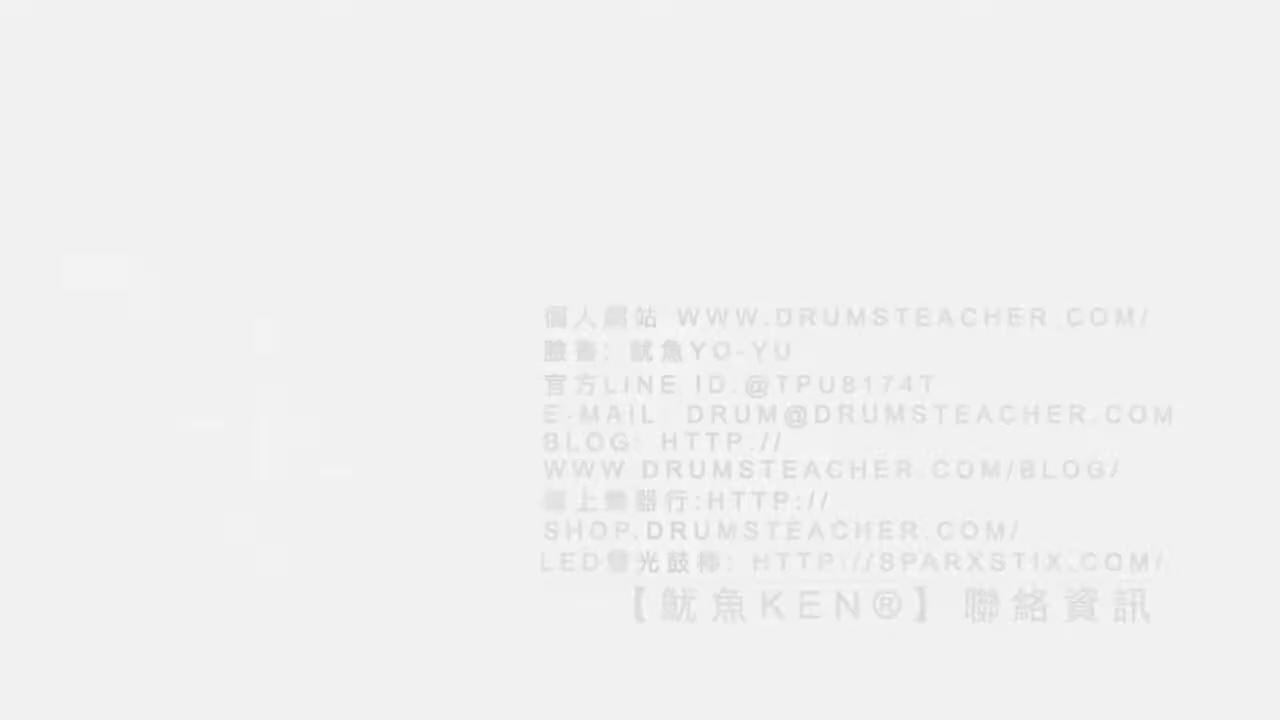 個人網站 WWW.DRUMSTEACHER.COM/
臉書: 魷魚YO-YU
官方LINE ID:@TPU8174T
E-MAIL: DRUM@DRUMSTEACHER.COM
BLOG: HTTP://
WWW.DRUMSTEACHER.COM/BLOG/
線上樂器行:HTTP://
SHOP.DRUMSTEACHER.COM/
LED發光鼓棒: HTTP://SPARXSTIX.COM/
【魷魚KEN®】聯絡資訊